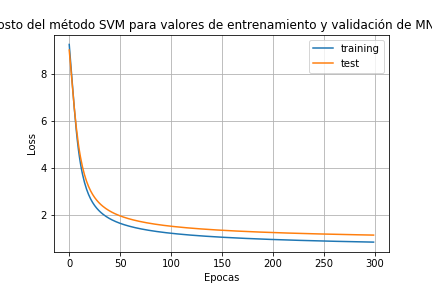 osto del método SVM para valores de entrenamiento y validación de MN
training
test
Loss
8
6
4
2
0 50 100 150 200 250 300
Epocas